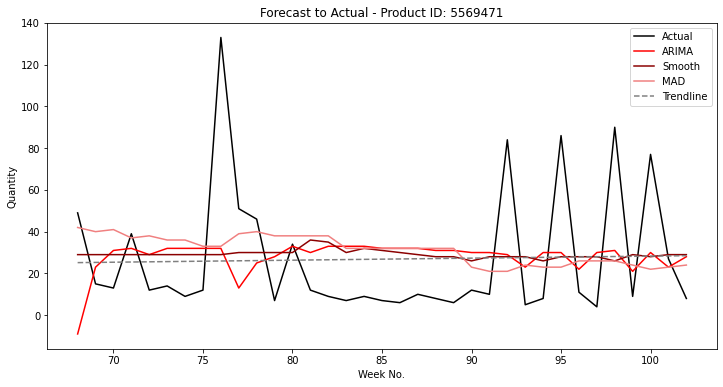 Forecast to Actual - Product ID: 5569471
140
120
100
80
60
40
20
0
Quantity
70
75
80
85
90
95
100
Week No.
Actual
ARIMA
Smooth
MAD
Trendline